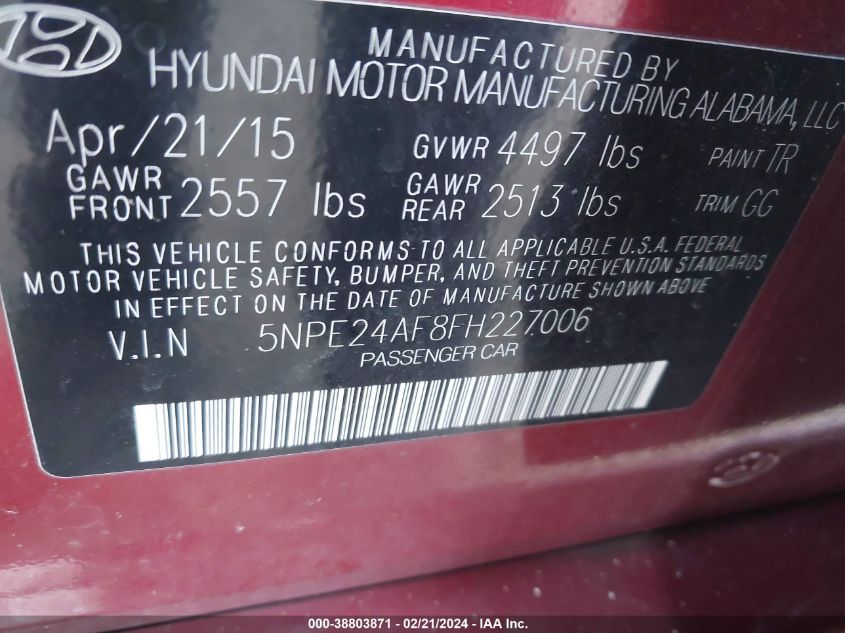 MANUFACTURED BY
HYUNDAI MOTOR MANUFACTURING ALABAMA, LLC
Apr/21/15 GVWR 4497 lbs PAINT TR
GAWR FRONT 2557 lbs GAWR REAR 2513 lbs TRIM GG
THIS VEHICLE CONFORMS TO ALL APPLICABLE U.S.A. FEDERAL
MOTOR VEHICLE SAFETY, BUMPER, AND THEFT PREVENTION STANDARDS
IN EFFECT ON THE DATE OF MANUFACTURE SHOWN ABOVE
V.I.N 5NPE24AF8FH227006
PASSENGER CAR
000-38803871 - 02/21/2024 - IAA Inc.